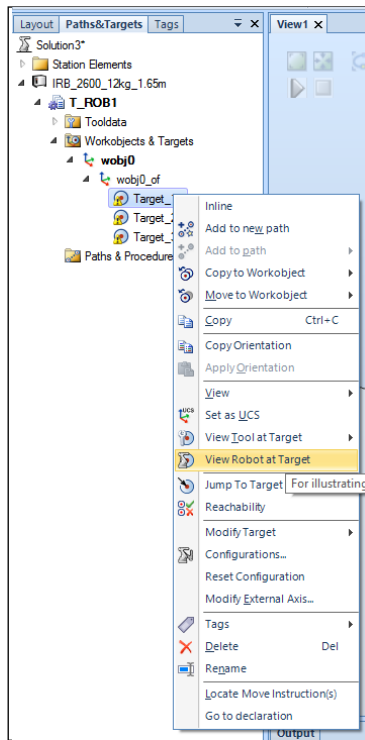 Layout Paths&Targets Tags
View1
Solution3*
Station Elements
IRB_2600_12kg_1.65m
T_ROB1
Tooldata
Workobjects & Targets
wobj0
wobj0_of
Target_
Target_
Target_
Paths & Procedure
Inline
Add to new path
Add to path
Copy to Workobject
Move to Workobject
Copy Ctrl+C
Copy Orientation
Apply Orientation
View
UCS
Set as UCS
View Tool at Target
View Robot at Target
Jump To Target
For illustrating
Reachability
Modify Target
Configurations...
Reset Configuration
Modify External Axis...
Tags
Delete Del
Rename
Locate Move Instruction(s)
Go to declaration
Output